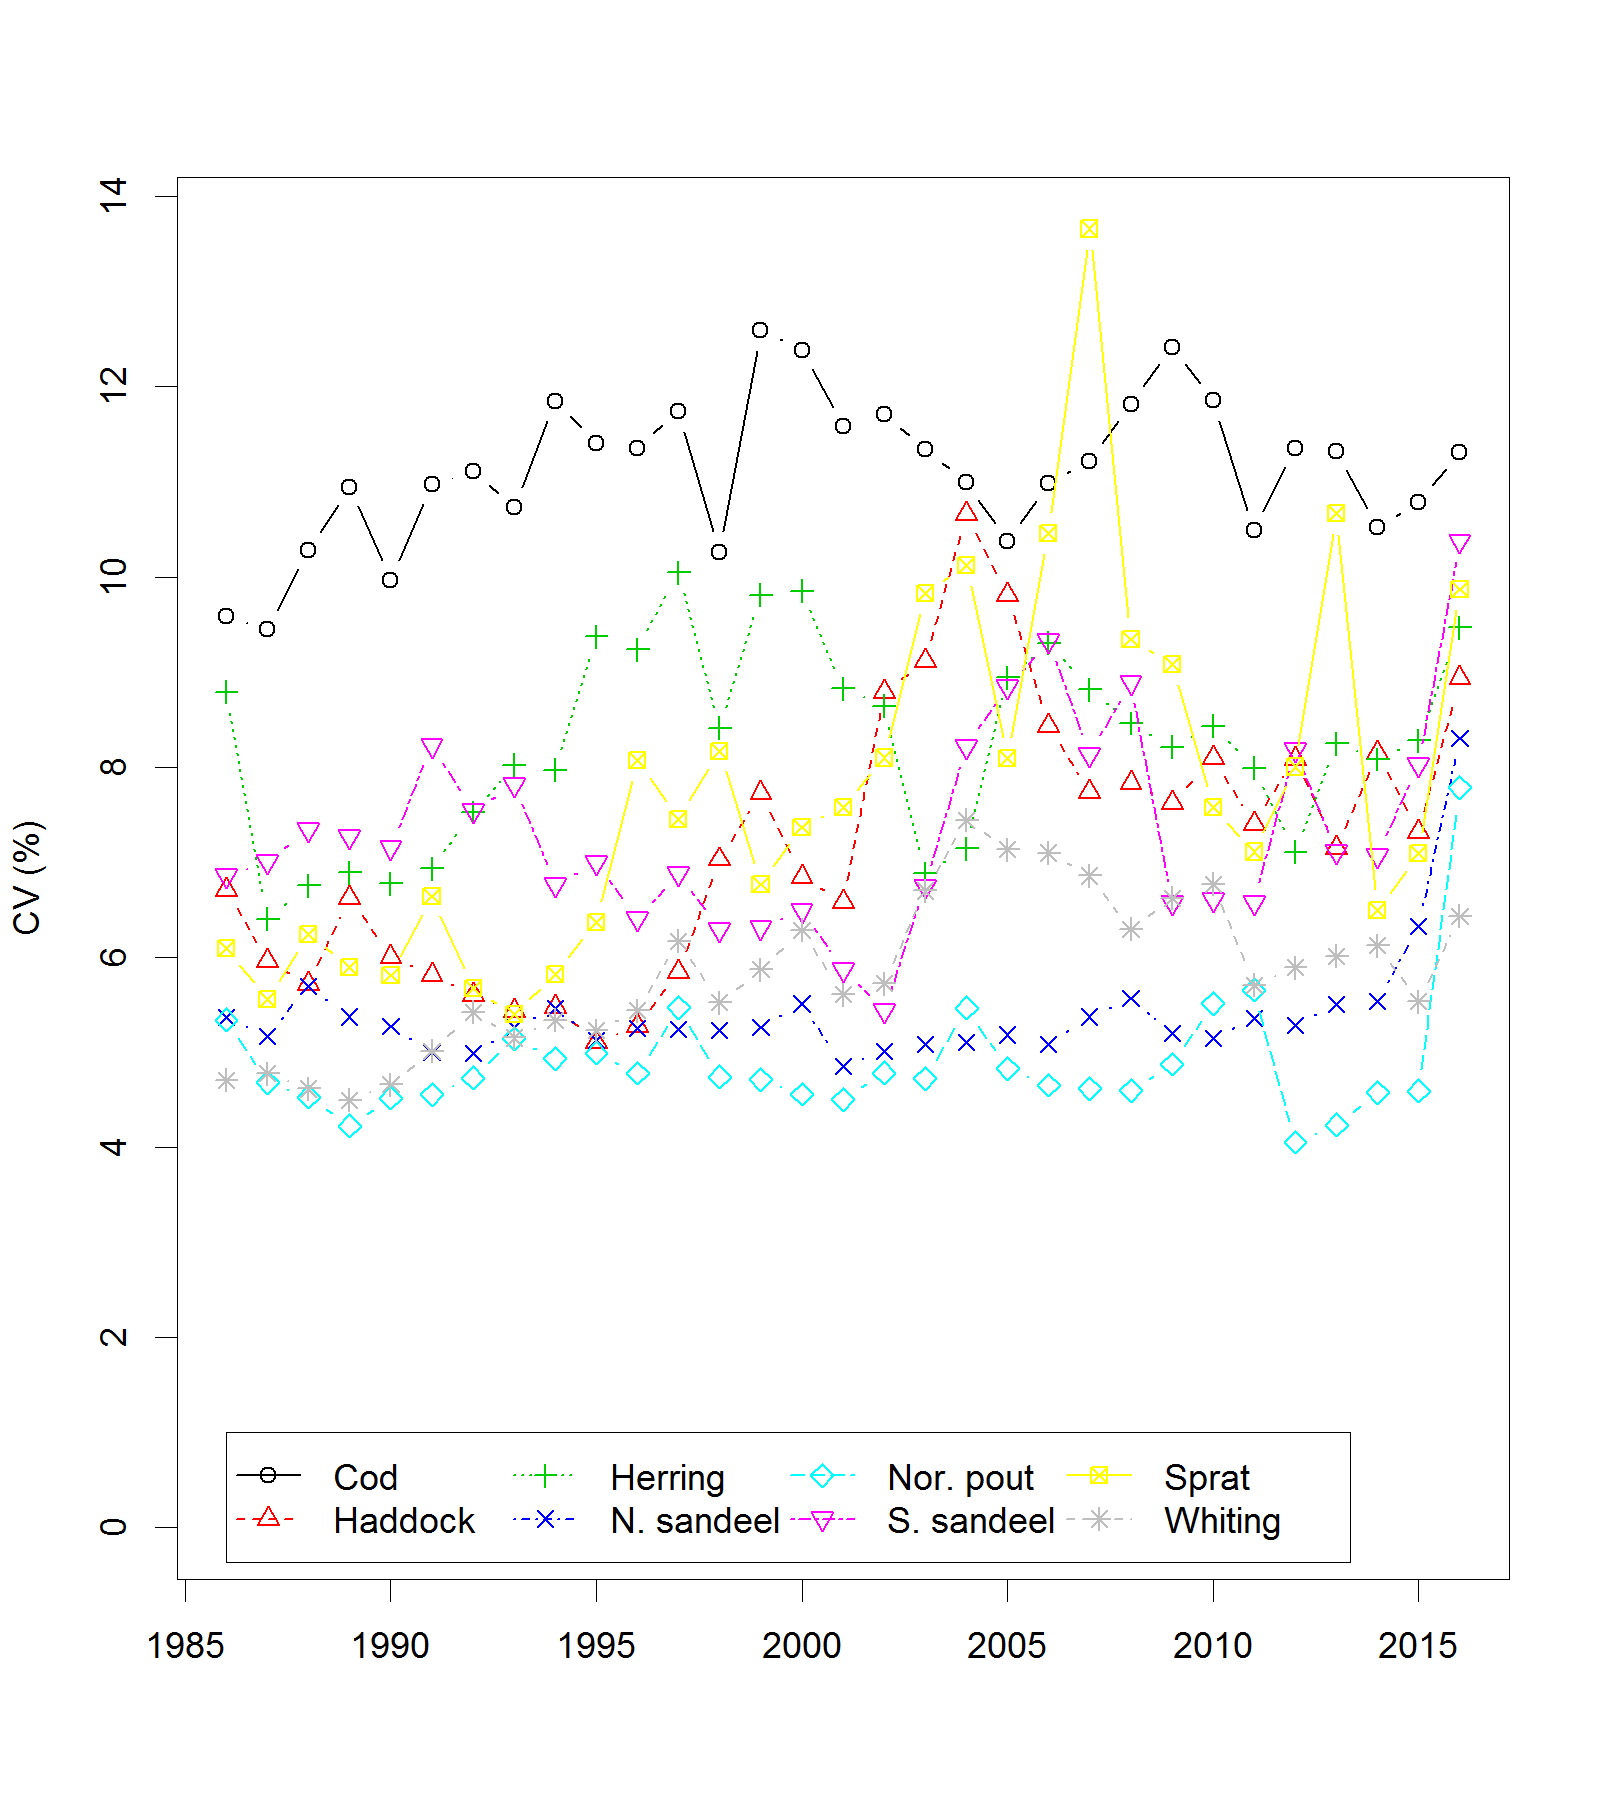 14
12
10
8
6
4
2
0
CV (%)
Cod Herring Nor. pout Sprat
Haddock N. sandeel S. sandeel Whiting
1985 1990 1995 2000 2005 2010 2015